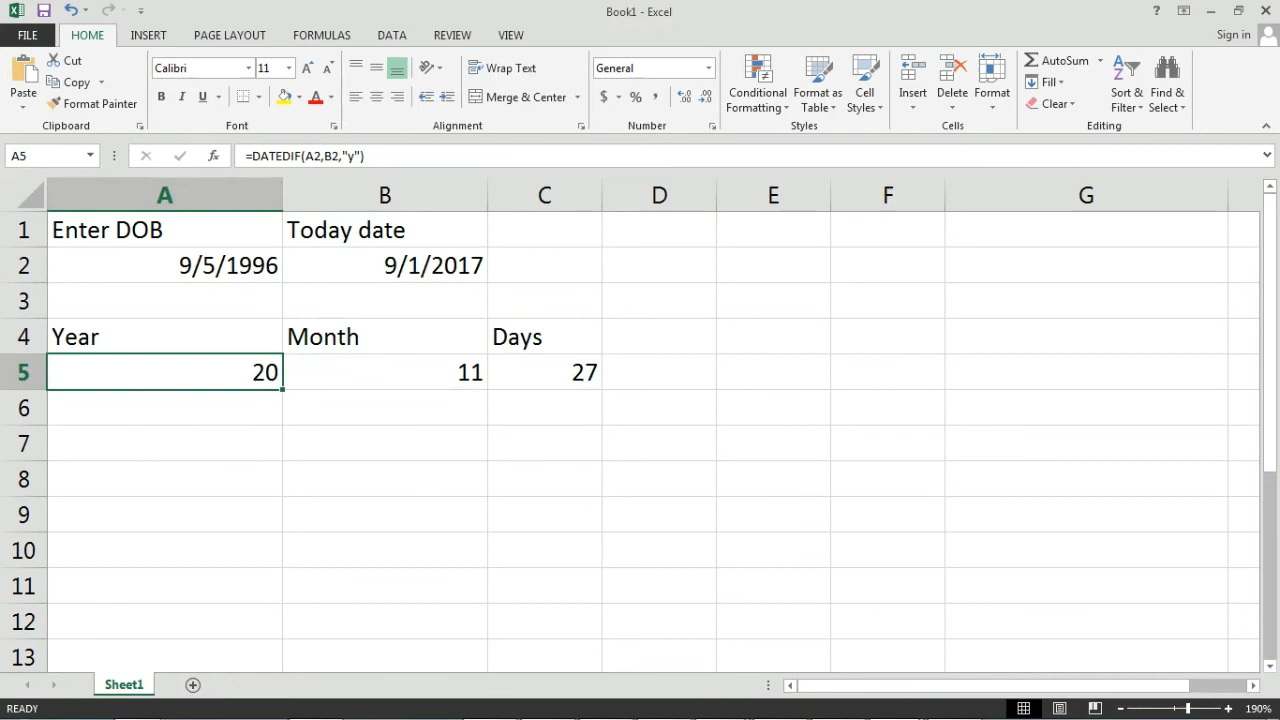 Book1 - Excel
?
FILE HOME INSERT PAGE LAYOUT FORMULAS DATA REVIEW VIEW Sign in
Paste
Cut
Copy
Format Painter
Clipboard
Calibri 11
B I U
Font
Wrap Text
Merge & Center
Alignment
General
$ % ,
Number
Conditional Formatting
Format as Table
Cell Styles
Styles
Insert Delete Format
Cells
AutoSum
Fill
Clear
Sort & Filter
Find & Select
Editing
A5 fx =DATEDIF(A2,B2,"y")
A B C D E F G
1 Enter DOB Today date
2 9/5/1996 9/1/2017
3
4 Year Month Days
5 20 11 27
6
7
8
9
10
11
12
13
Sheet1
READY 190%